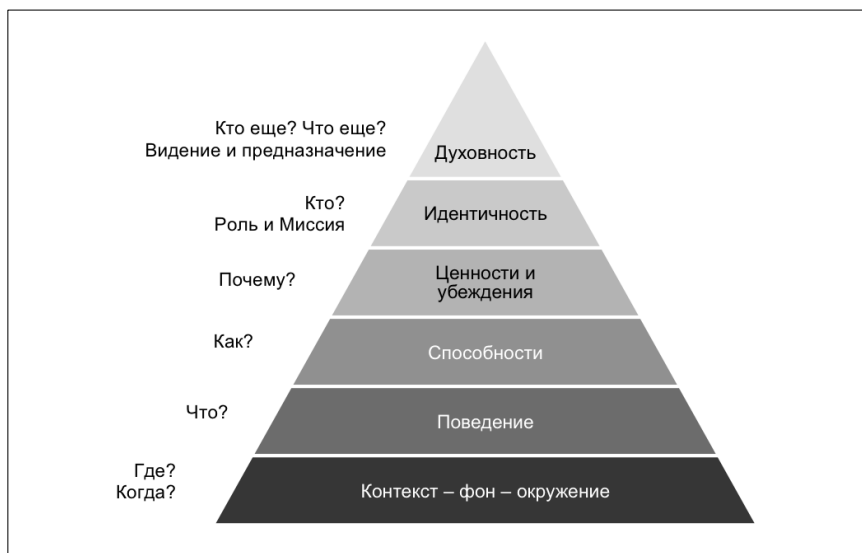 Кто еще? Что еще?
Видение и предназначение
Духовность
Кто?
Роль и Миссия
Идентичность
Почему?
Ценности и
убеждения
Как?
Способности
Что?
Поведение
Где?
Когда?
Контекст – фон – окружение